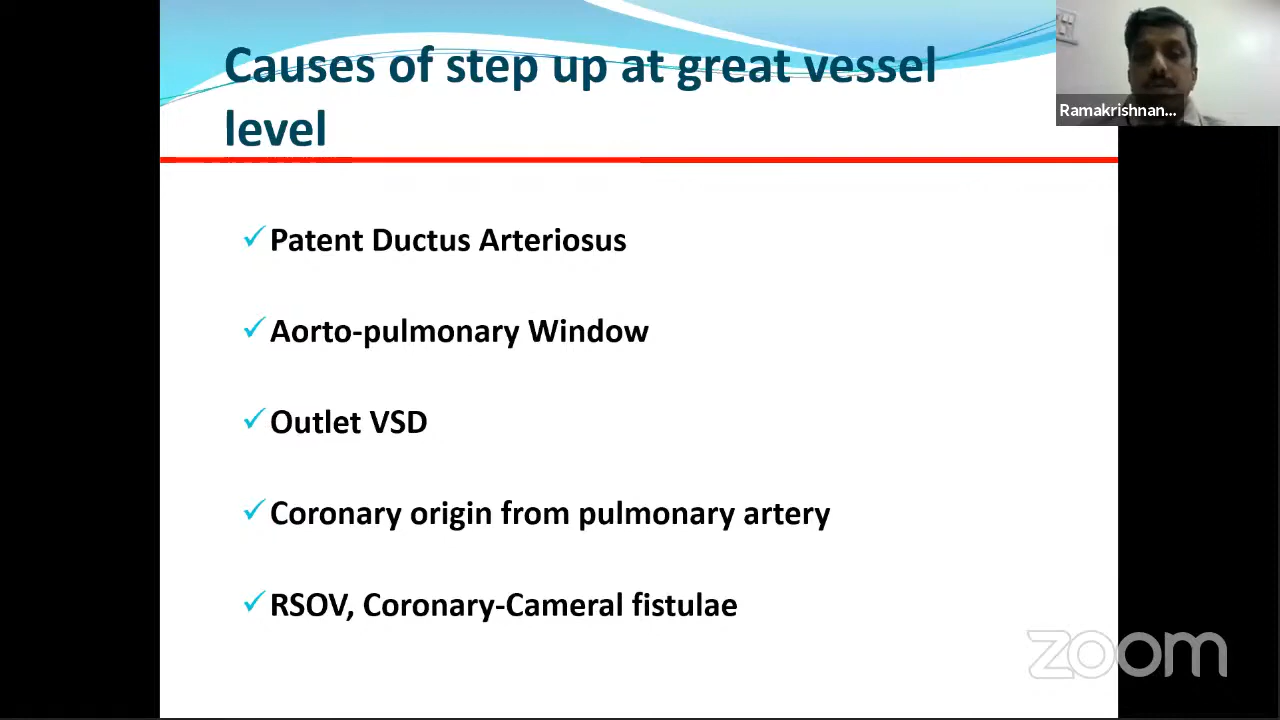 Causes of step up at great vessel
level
Ramakrishnan...
✓Patent Ductus Arteriosus
✓Aorto-pulmonary Window
✓Outlet VSD
✓Coronary origin from pulmonary artery
✓RSOV, Coronary-Cameral fistulae
zoom